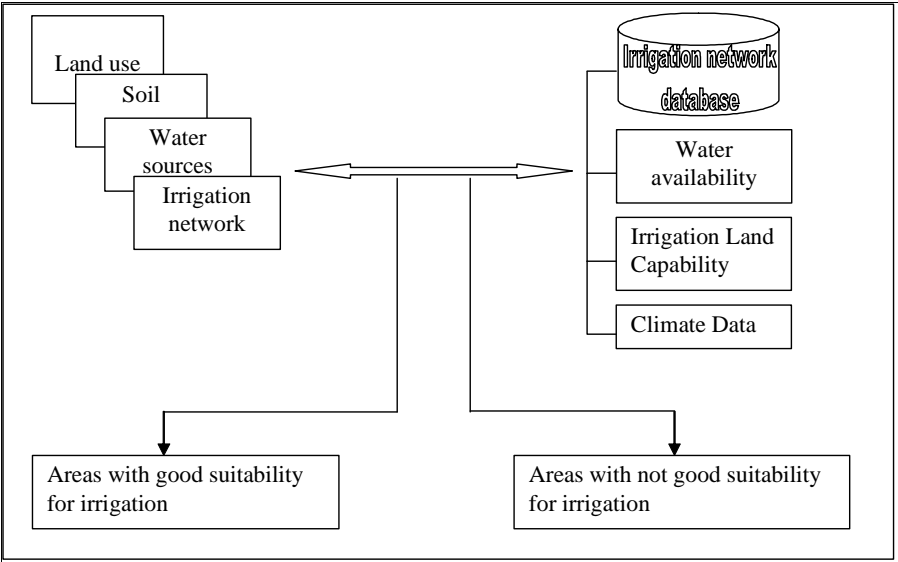 Land use
Soil
Water
sources
Irrigation
network
Irrigation network
database
Water
availability
Irrigation Land
Capability
Climate Data
Areas with good suitability
for irrigation
Areas with not good suitability
for irrigation